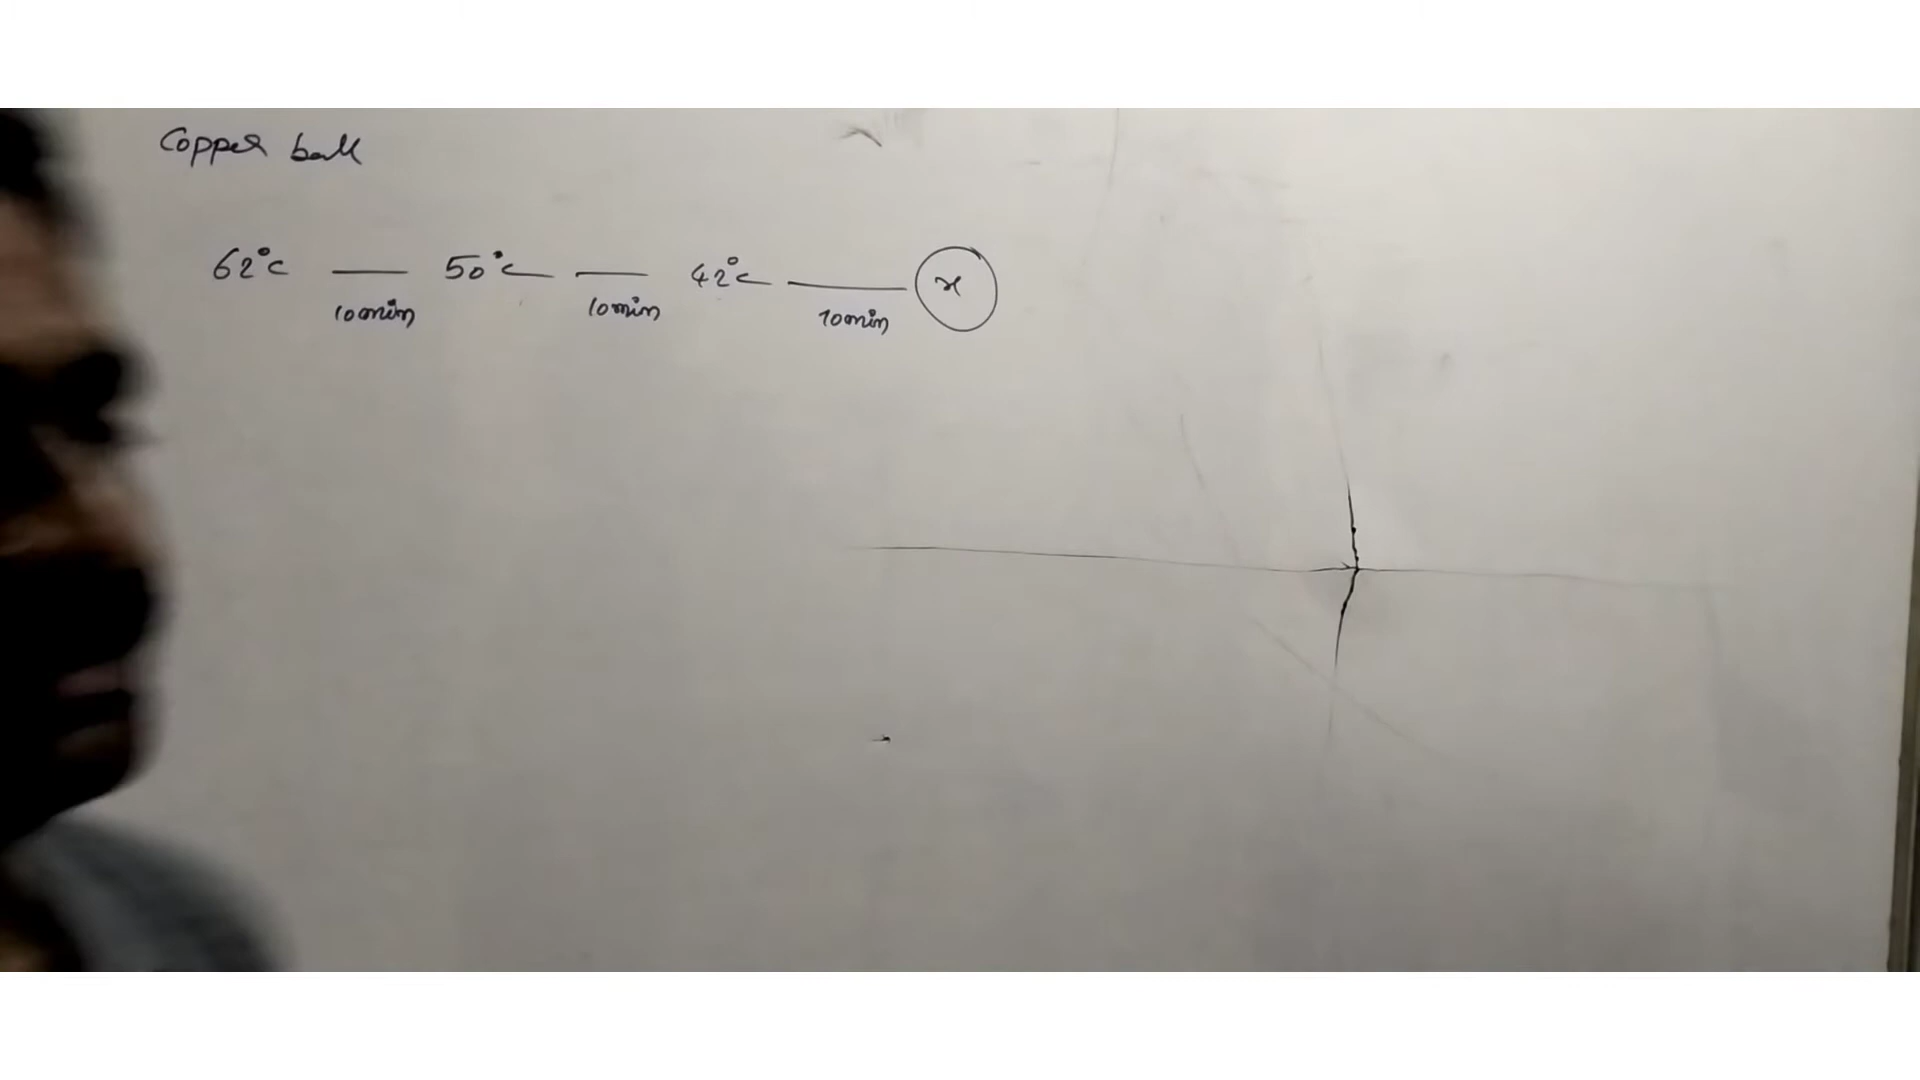 Copper ball
62°C — 50°C — 42°C — x
10min 10min 10min